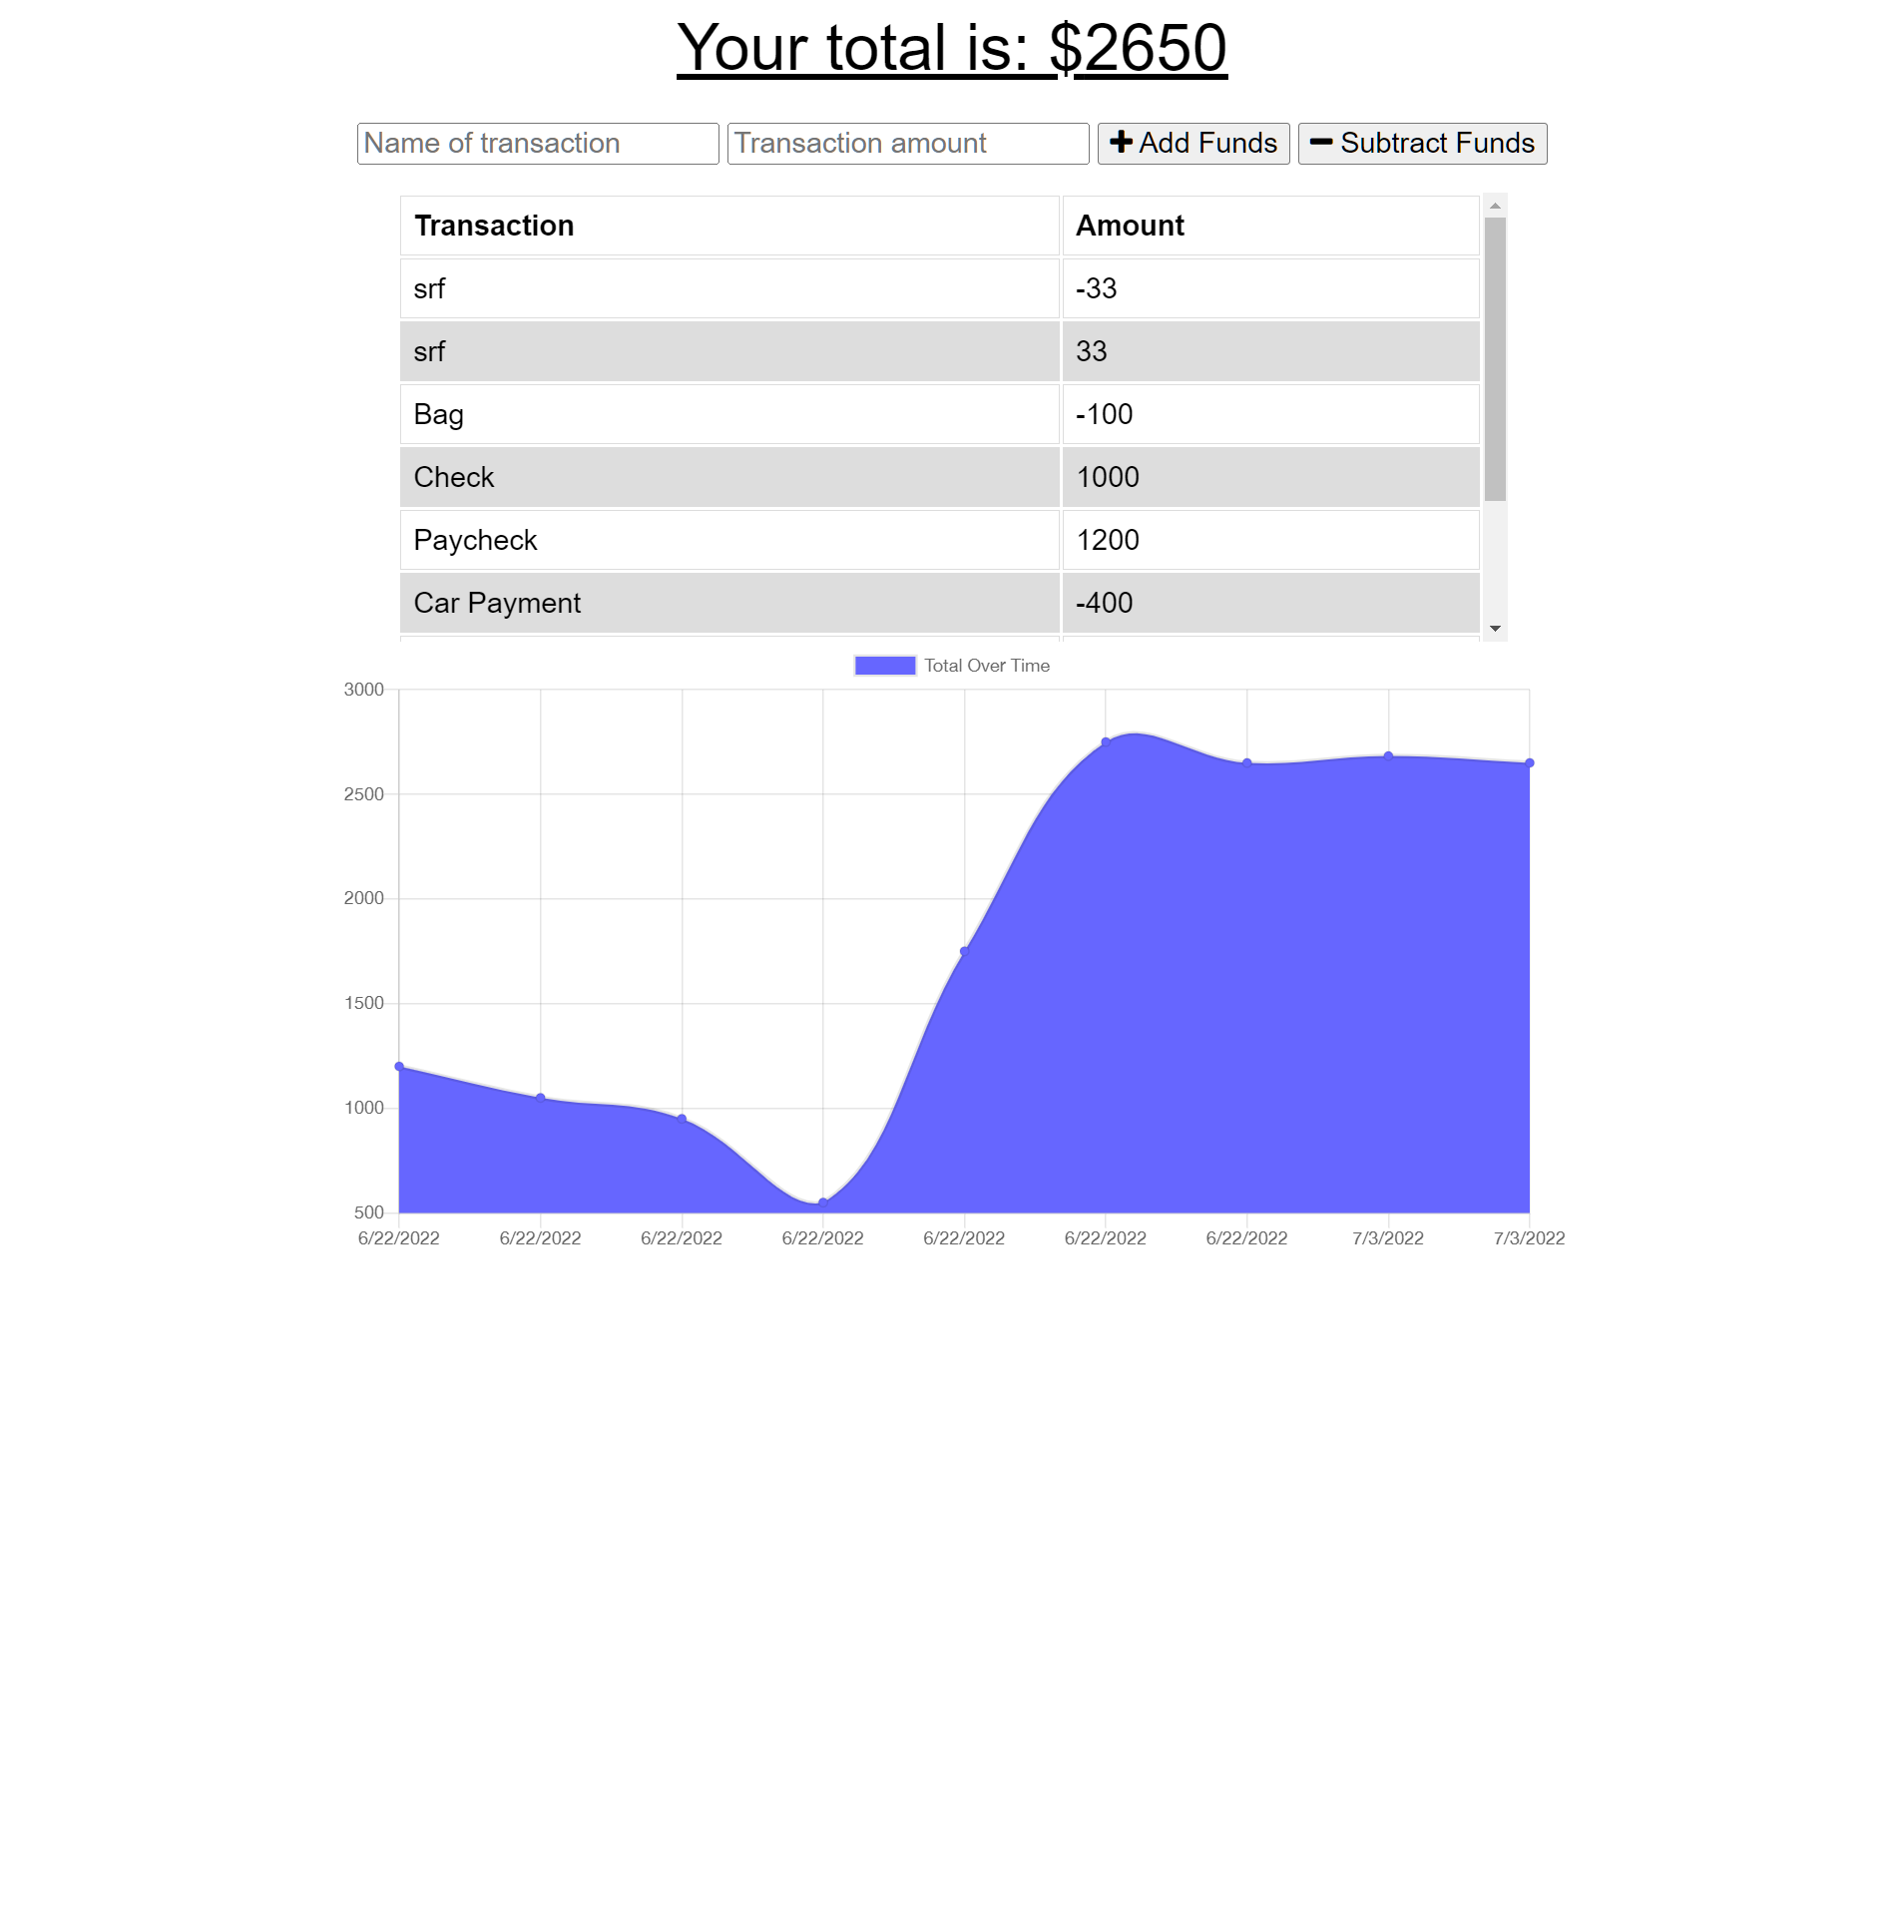 Your total is: $2650
Name of transaction Transaction amount Add Funds Subtract Funds
Transaction Amount
srf -33
srf 33
Bag -100
Check 1000
Paycheck 1200
Car Payment -400
Total Over Time
3000
2500
2000
1500
1000
500
6/22/2022 6/22/2022 6/22/2022 6/22/2022 6/22/2022 6/22/2022 6/22/2022 7/3/2022 7/3/2022